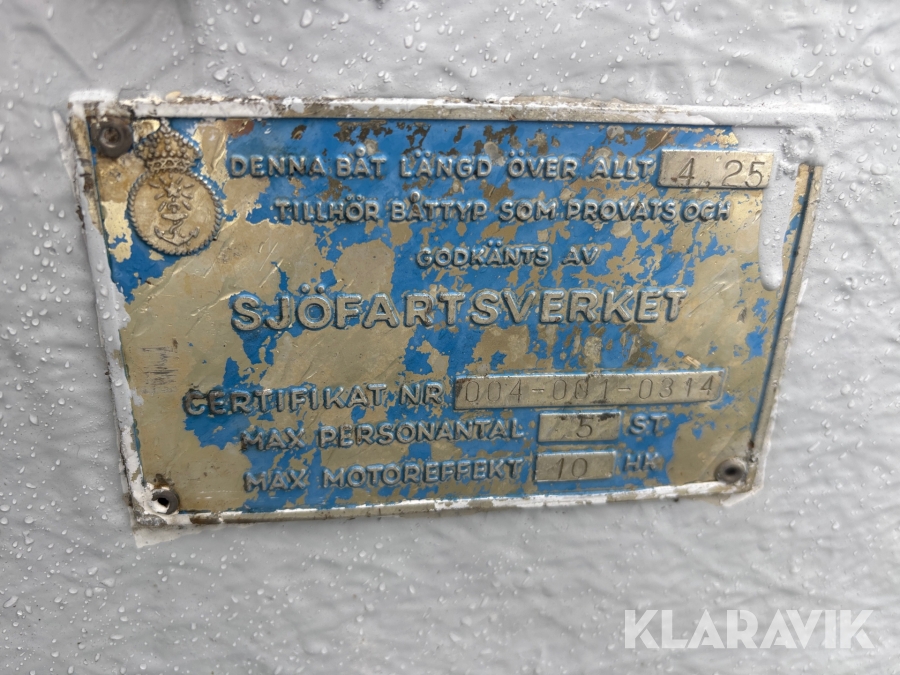 DENNA BÅT LÄNGD ÖVER ALLT 4.25
TILLHÖR BÅTTYP SOM PROVATS OCH
GODKÄNTS AV
SJÖFARTSVERKET
CERTIFIKAT NR 004-081-0314
MAX PERSONANTAL 5 ST
MAX MOTOREFFEKT 10 HK
KLARAVIK